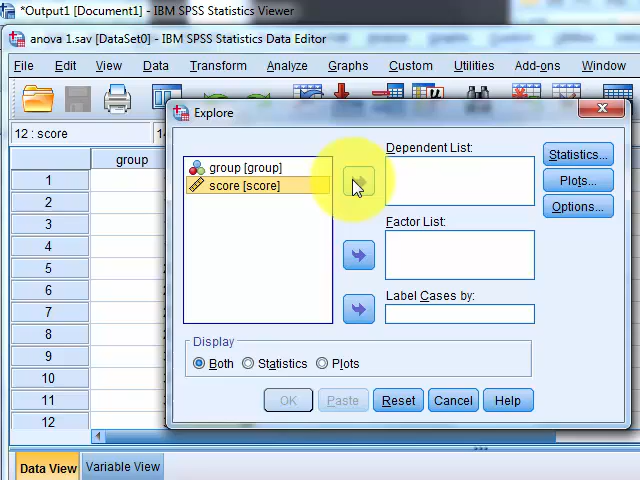 *Output1 [Document1] - IBM SPSS Statistics Viewer
anova 1.sav [DataSet0] - IBM SPSS Statistics Data Editor
File Edit View Data Transform Analyze Graphs Custom Utilities Add-ons Window
Explore
12 : score
group
1
2
3
4
5
6
7
8
9
10
11
12
group [group]
score [score]
Dependent List:
Factor List:
Label Cases by:
Statistics...
Plots...
Options...
Display
Both Statistics Plots
OK Paste Reset Cancel Help
Data View Variable View